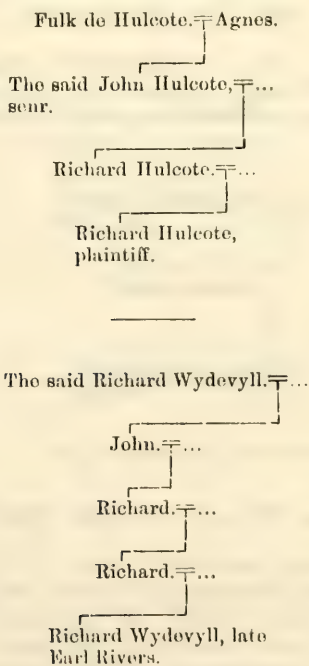 Fulk de Hulcote.=Agnes.
The said John Hulcote,=...
senr.
Richard Hulcote.=...
Richard Hulcote,
plaintiff.
The said Richard Wydevyll.=...
John.=...
Richard.=...
Richard.=...
Richard Wydevyll, late
Earl Rivers.